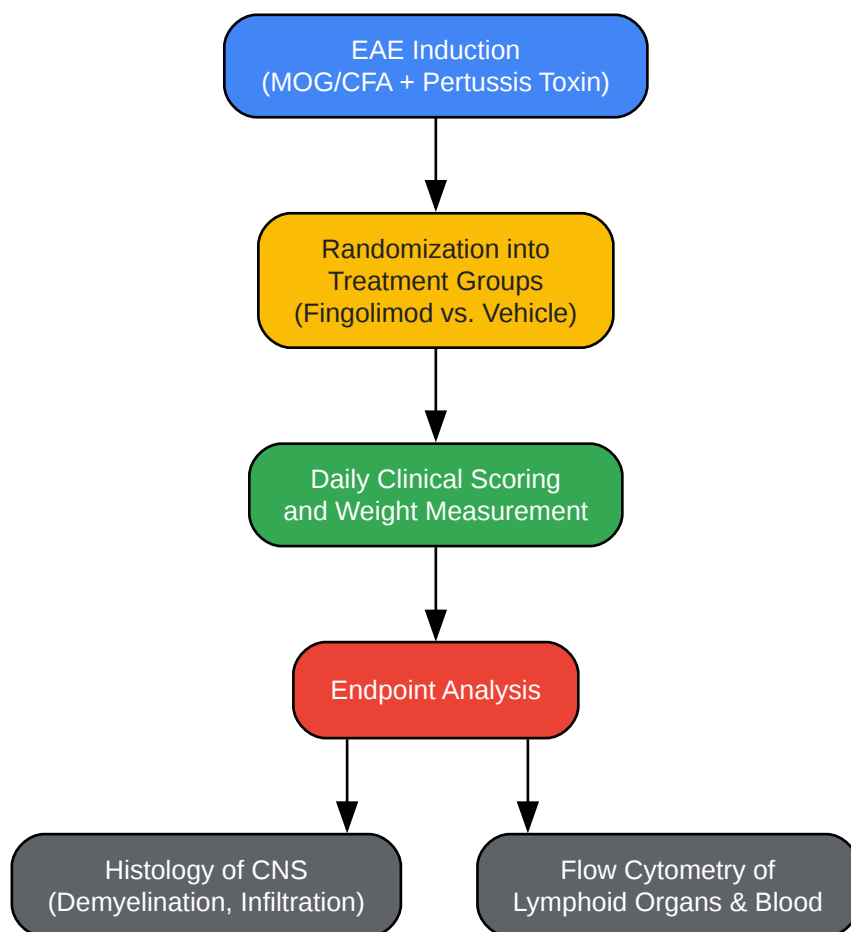 EAE Induction
(MOG/CFA + Pertussis Toxin)
Randomization into
Treatment Groups
(Fingolimod vs. Vehicle)
Daily Clinical Scoring
and Weight Measurement
Endpoint Analysis
Histology of CNS
(Demyelination, Infiltration)
Flow Cytometry of
Lymphoid Organs & Blood